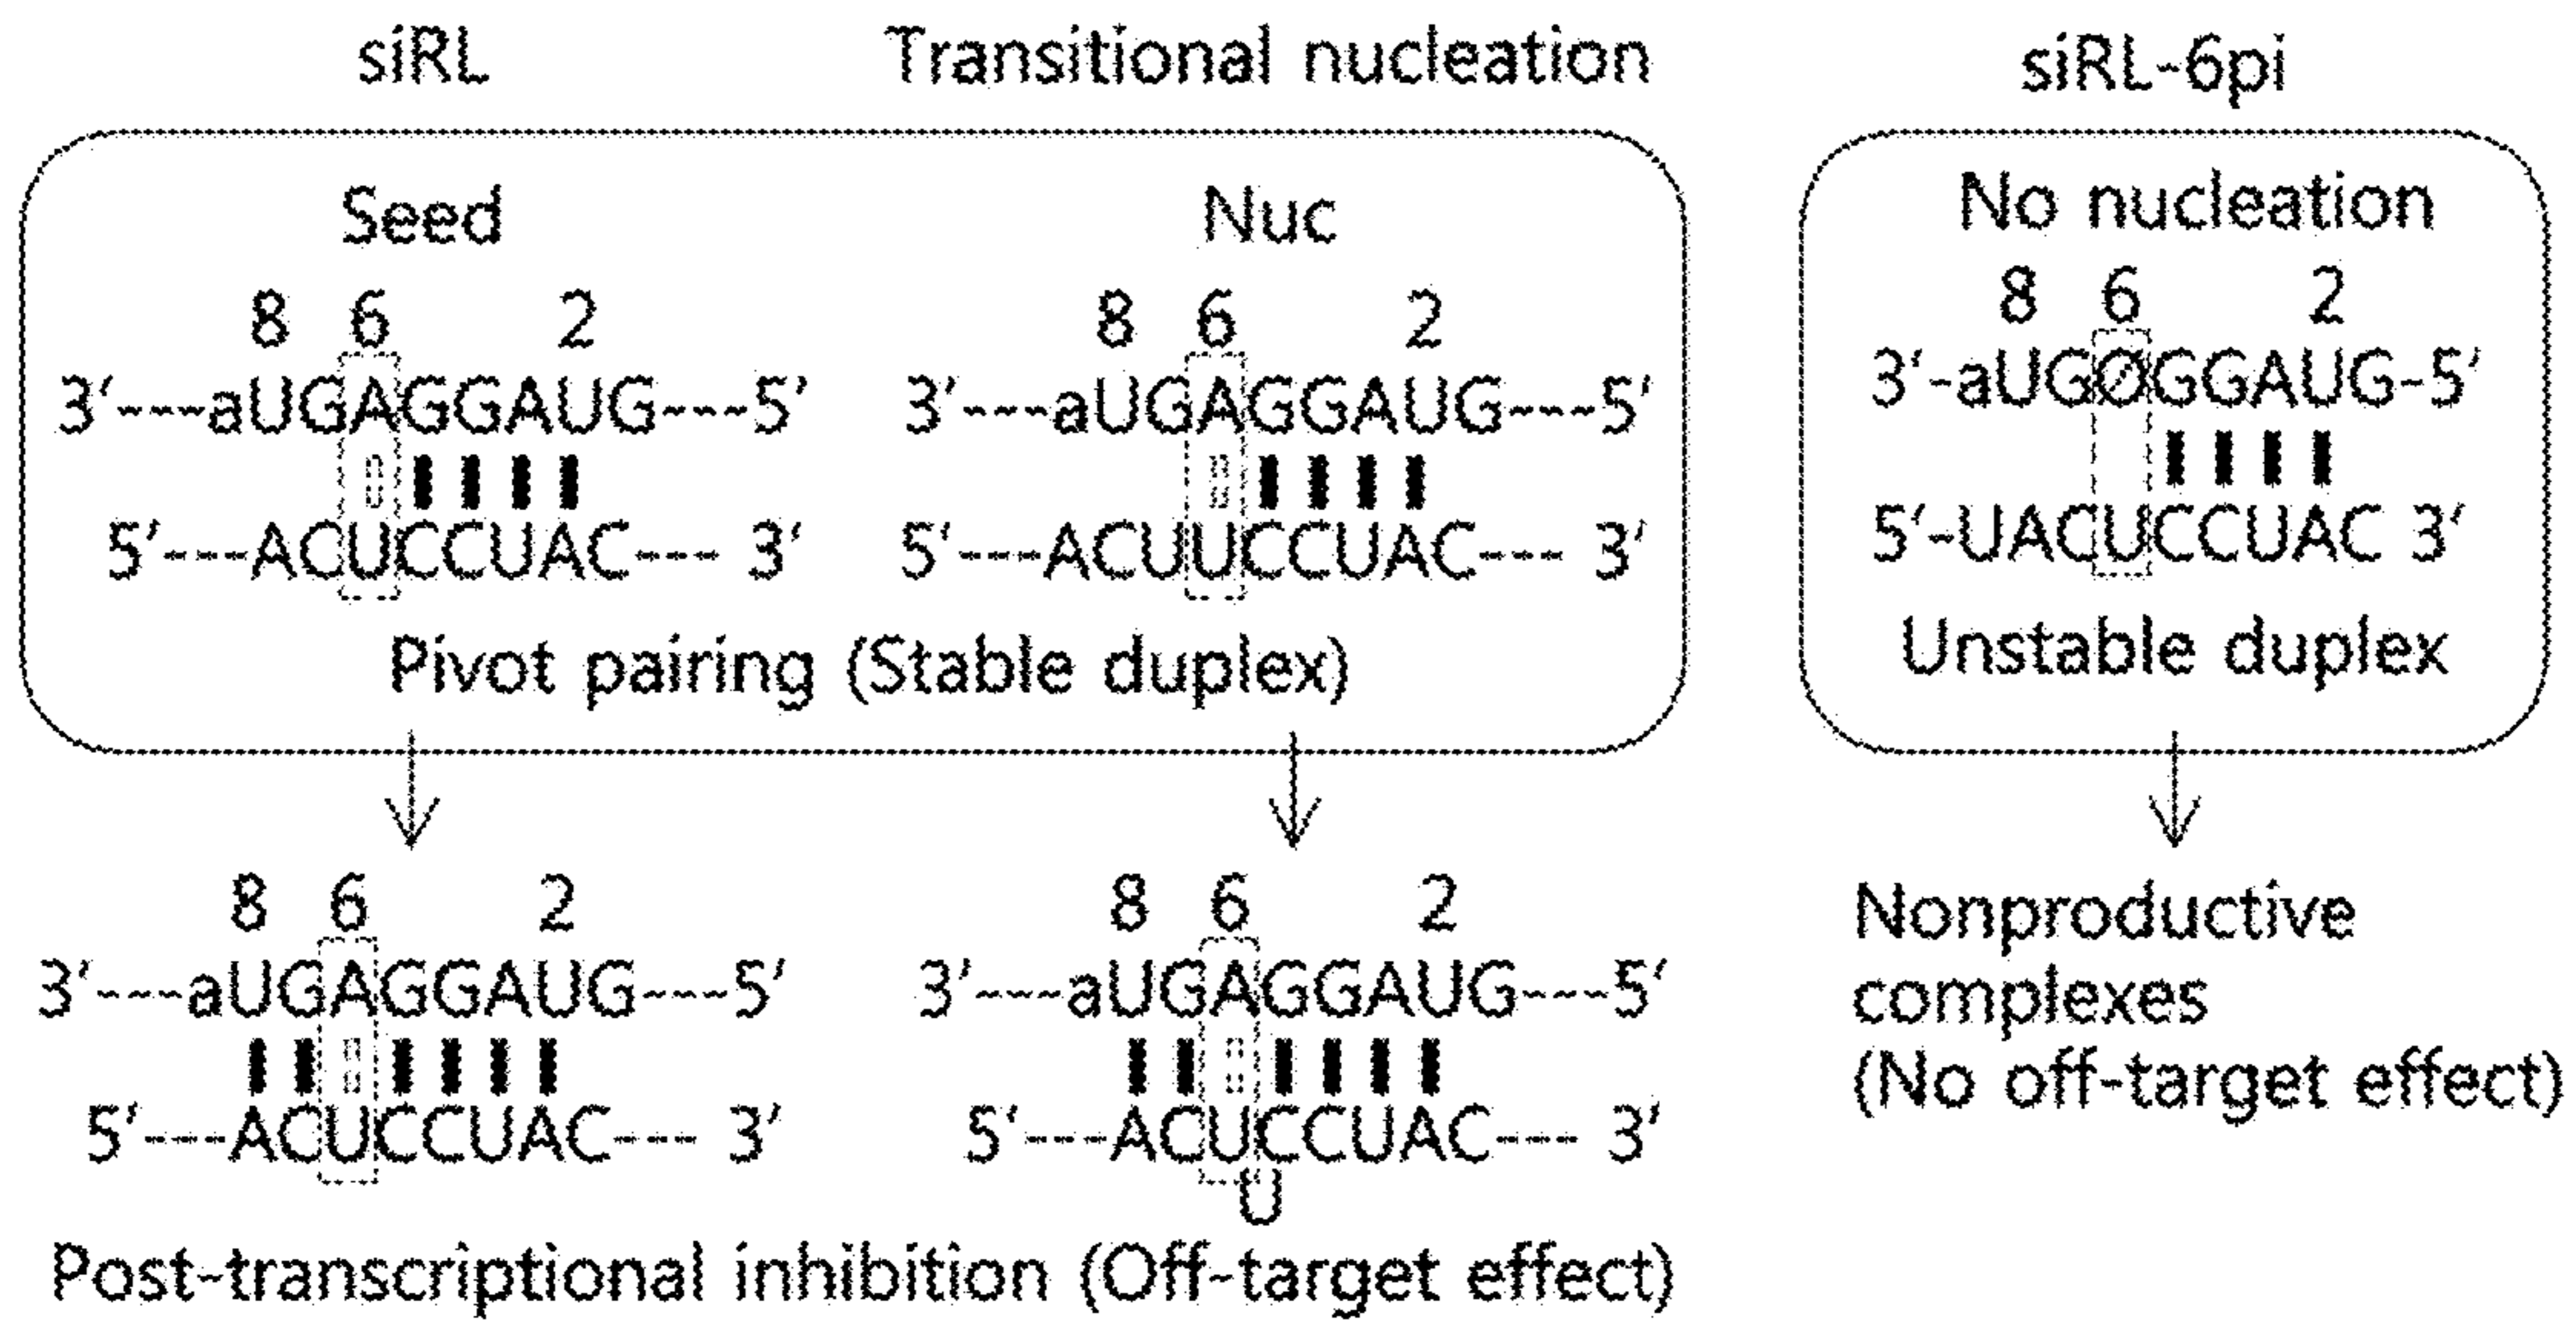 siRL
Transitional nucleation
siRL-6pi
Seed
Nuc
No nucleation
8 6 2
3‘---aUGAGGAUG---5’
5’---ACUCCUAC--- 3‘
8 6 2
3‘---aUGAGGAUG---5’
5’---ACUUCCUAC--- 3‘
8 6 2
3‘-aUGØGGAUG-5’
5‘-UACUCCUAC 3‘
Pivot pairing (Stable duplex)
Unstable duplex
8 6 2
3‘---aUGAGGAUG---5’
5‘---ACUCCUAC--- 3’
8 6 2
3‘---aUGAGGAUG---5‘
5‘---ACUCCUAC--- 3‘
U
Post-transcriptional inhibition (Off-target effect)
Nonproductive
complexes
(No off-target effect)